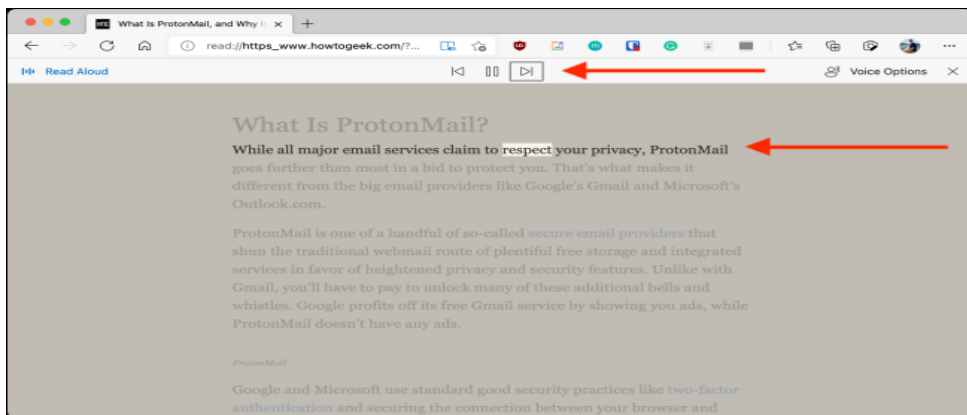 What Is ProtonMail, and Why Is
read://https_www.howtogeek.com/?...
Read Aloud
Voice Options
What Is ProtonMail?
While all major email services claim to respect your privacy, ProtonMail
goes further than most in a bid to protect you. That's what makes it
different from the big email providers like Google's Gmail and Microsoft's
Outlook.com.
ProtonMail is one of a handful of so-called secure email providers that
shun the traditional webmail route of plentiful free storage and integrated
services in favor of heightened privacy and security features. Unlike with
Gmail, you'll have to pay to unlock many of these additional bells and
whistles. Google profits off its free Gmail service by showing you ads, while
ProtonMail doesn't have any ads.
ProtonMail
Google and Microsoft use standard good security practices like two-factor
authentication and securing the connection between your browser and